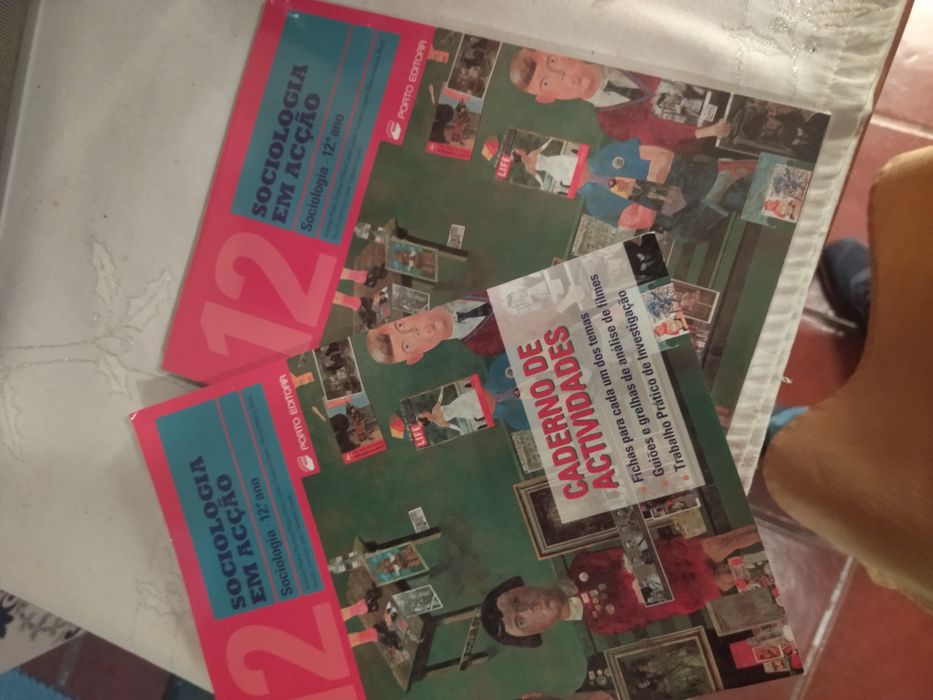 12
SOCIOLOGIA
EM ACÇÃO
Sociologia · 12.º ano
PORTO EDITORA
LIFE
12
SOCIOLOGIA
EM ACÇÃO
Sociologia · 12.º ano
PORTO EDITORA
LIFE
CADERNO DE
ACTIVIDADES
Fichas para cada um dos temas
Guiões e grelhas de análise de filmes
Trabalho Prático de Investigação